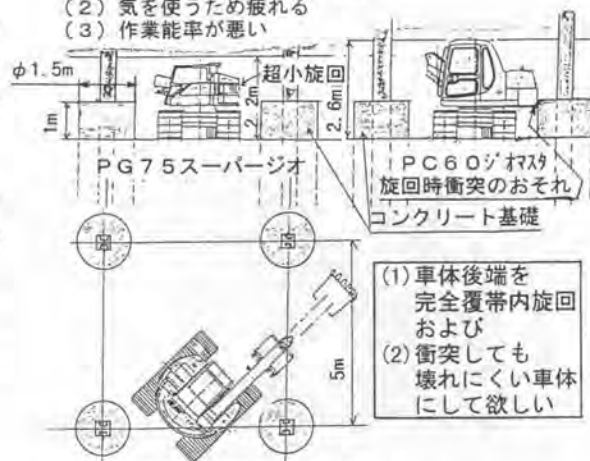 (2) 気を使うため疲れる
(3) 作業能率が悪い
φ1.5m
超小旋回
1m
2.2m
2.6m
PG75スーパージオ
PC60ジオマスタ
旋回時衝突のおそれ
コンクリート基礎
5m
(1) 車体後端を
完全覆帯内旋回
および
(2) 衝突しても
壊れにくい車体
にして欲しい